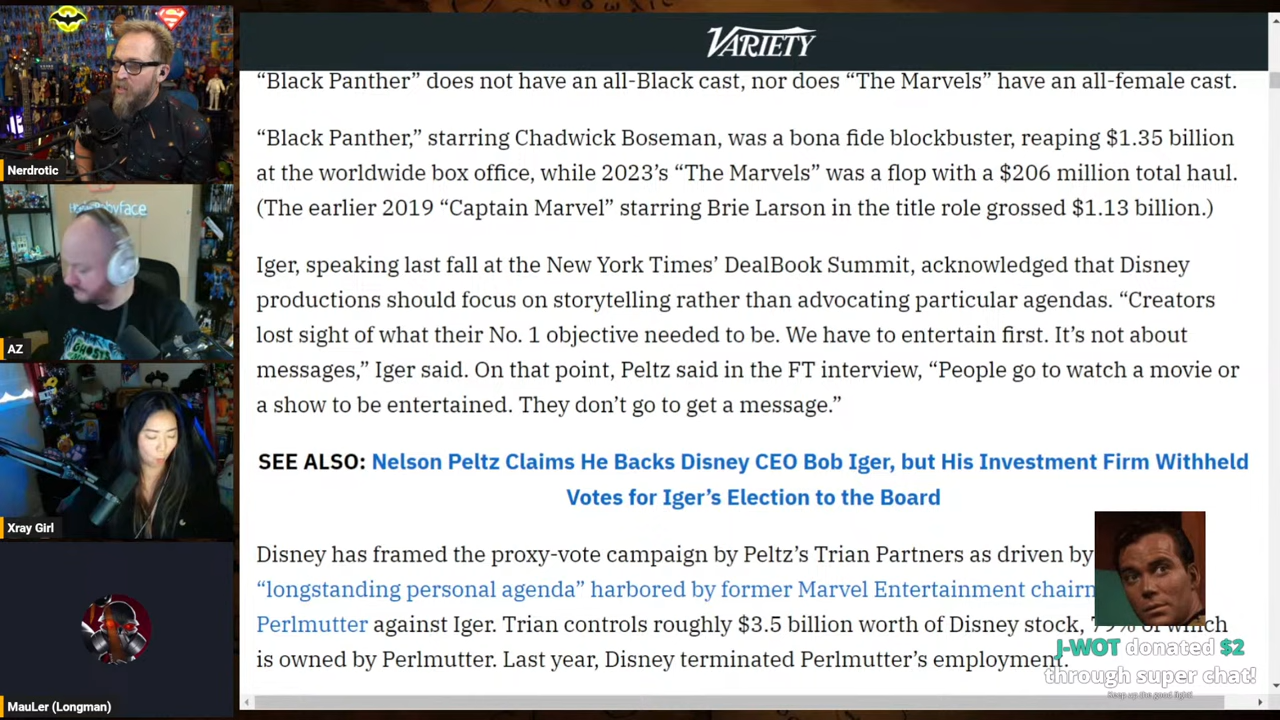 VARIETY
“Black Panther” does not have an all-Black cast, nor does “The Marvels” have an all-female cast.
“Black Panther,” starring Chadwick Boseman, was a bona fide blockbuster, reaping $1.35 billion
at the worldwide box office, while 2023’s “The Marvels” was a flop with a $206 million total haul.
(The earlier 2019 “Captain Marvel” starring Brie Larson in the title role grossed $1.13 billion.)
Iger, speaking last fall at the New York Times’ DealBook Summit, acknowledged that Disney
productions should focus on storytelling rather than advocating particular agendas. “Creators
lost sight of what their No. 1 objective needed to be. We have to entertain first. It’s not about
messages,” Iger said. On that point, Peltz said in the FT interview, “People go to watch a movie or
a show to be entertained. They don’t go to get a message.”
SEE ALSO: Nelson Peltz Claims He Backs Disney CEO Bob Iger, but His Investment Firm Withheld
Votes for Iger’s Election to the Board
Disney has framed the proxy-vote campaign by Peltz’s Trian Partners as driven by
“longstanding personal agenda” harbored by former Marvel Entertainment
Perlmutter against Iger. Trian controls roughly $3.5 billion worth of Disney stock, of which
is owned by Perlmutter. Last year, Disney terminated Perlmutter’s employment.
Nerdrotic
AZ
Xray Girl
MauLer (Longman)
J-WOT donated $2
through super chat!
Keep up the good fight!